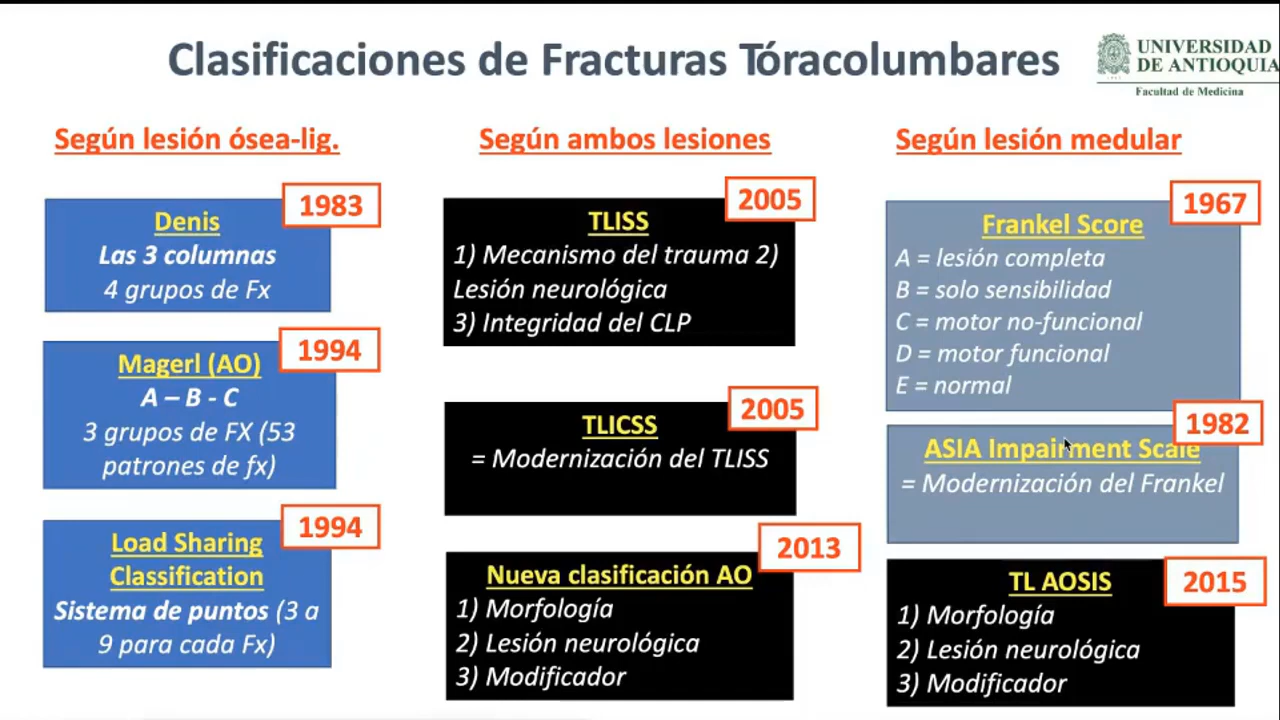 Clasificaciones de Fracturas Tóracolumbares
UNIVERSIDAD
DE ANTIOQUIA
Facultad de Medicina
Según lesión ósea-lig.
1983
Denis
Las 3 columnas
4 grupos de Fx
1994
Magerl (AO)
A – B - C
3 grupos de FX (53
patrones de fx)
1994
Load Sharing
Classification
Sistema de puntos (3 a
9 para cada Fx)
Según ambos lesiones
2005
TLISS
1) Mecanismo del trauma 2)
Lesión neurológica
3) Integridad del CLP
2005
TLICSS
= Modernización del TLISS
2013
Nueva clasificación AO
1) Morfología
2) Lesión neurológica
3) Modificador
Según lesión medular
1967
Frankel Score
A = lesión completa
B = solo sensibilidad
C = motor no-funcional
D = motor funcional
E = normal
1982
ASIA Impairment Scale
= Modernización del Frankel
2015
TL AOSIS
1) Morfología
2) Lesión neurológica
3) Modificador